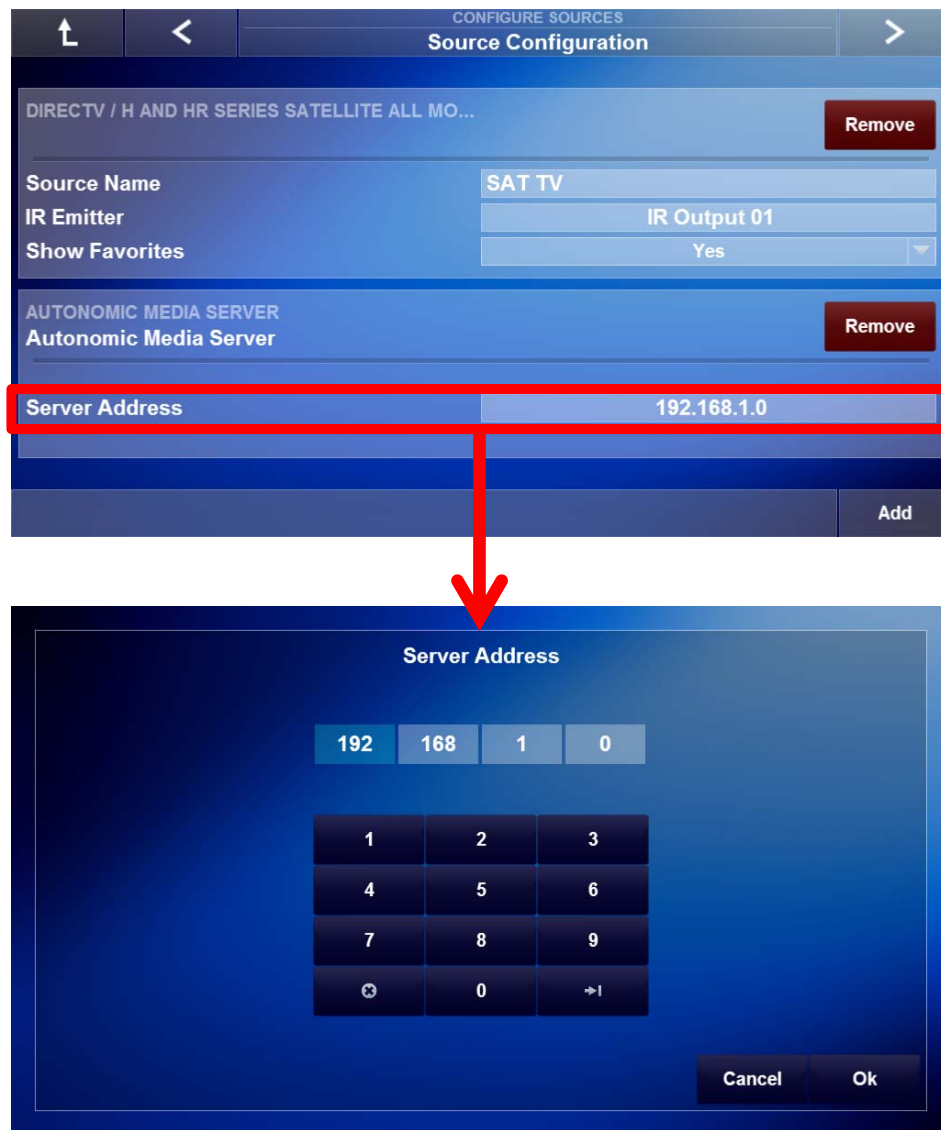 CONFIGURE SOURCES
Source Configuration
DIRECTV / H AND HR SERIES SATELLITE ALL MO...
Remove
Source Name SAT TV
IR Emitter IR Output 01
Show Favorites Yes
AUTONOMIC MEDIA SERVER
Autonomic Media Server
Remove
Server Address 192.168.1.0
Add
Server Address
192 168 1 0
1 2 3
4 5 6
7 8 9
0
Cancel Ok